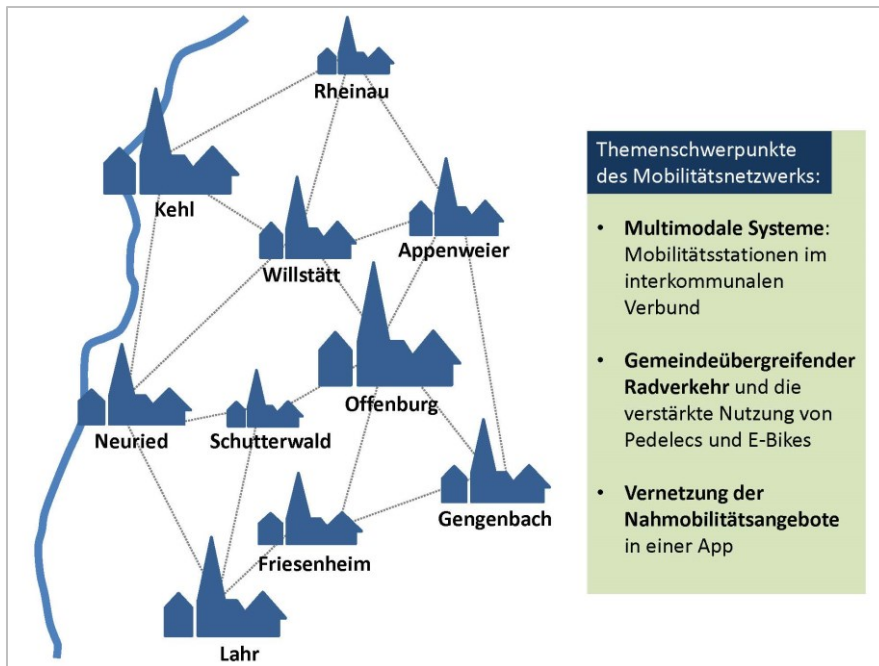 Rheinau
Kehl
Appenweier
Willstätt
Offenburg
Neuried
Schutterwald
Gengenbach
Friesenheim
Lahr
Themenschwerpunkte
des Mobilitätsnetzwerks:
• Multimodale Systeme:
Mobilitätsstationen im
interkommunalen
Verbund
• Gemeindeübergreifender
Radverkehr und die
verstärkte Nutzung von
Pedelecs und E-Bikes
• Vernetzung der
Nahmobilitätsangebote
in einer App